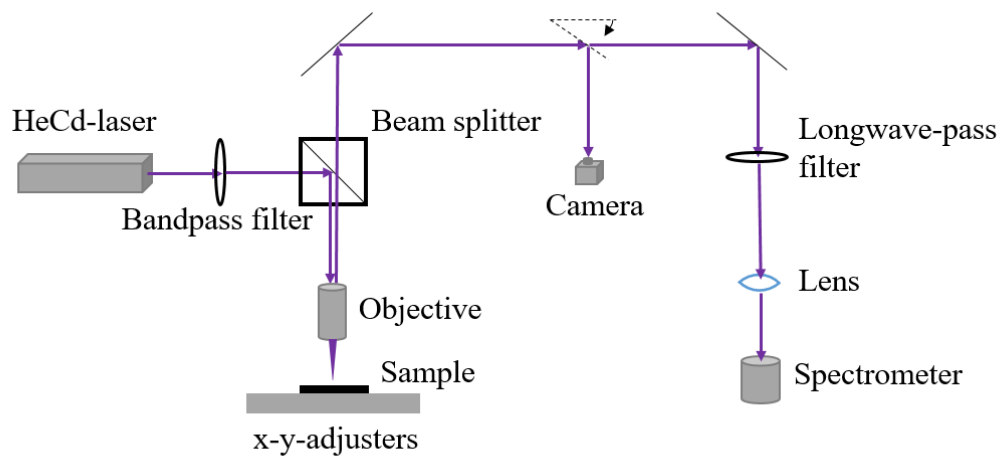 HeCd-laser
Beam splitter
Bandpass filter
Longwave-pass
filter
Camera
Lens
Objective
Sample
Spectrometer
x-y-adjusters